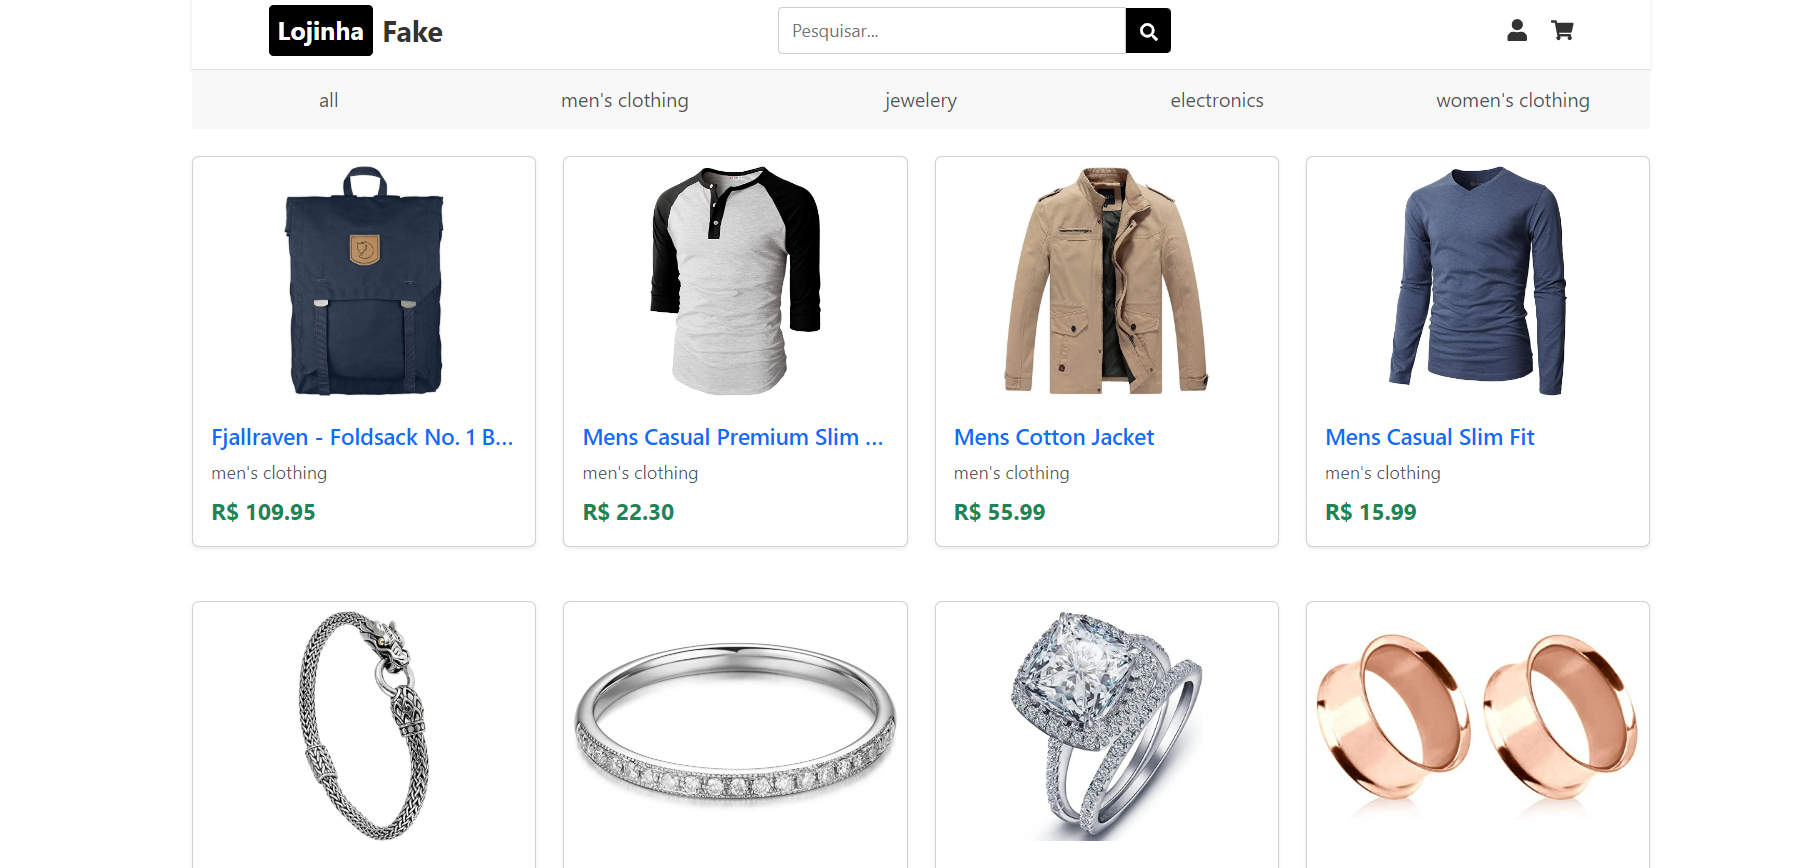 Lojinha Fake
Pesquisar...
all
men's clothing
jewelery
electronics
women's clothing
Fjallraven - Foldsack No. 1 B...
men's clothing
R$ 109.95
Mens Casual Premium Slim ...
men's clothing
R$ 22.30
Mens Cotton Jacket
men's clothing
R$ 55.99
Mens Casual Slim Fit
men's clothing
R$ 15.99